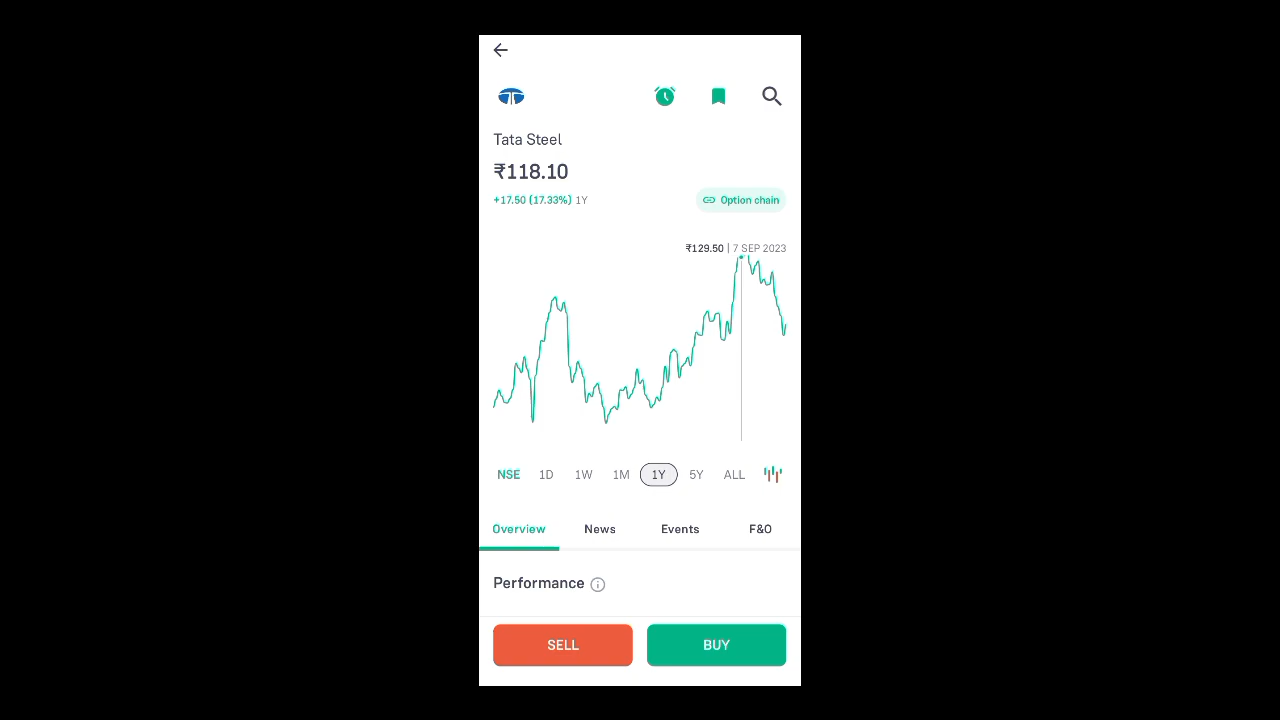 Tata Steel
₹118.10
+17.50 (17.33%) 1Y
Option chain
₹129.50 | 7 SEP 2023
NSE 1D 1W 1M 1Y 5Y ALL
Overview News Events F&O
Performance
SELL BUY